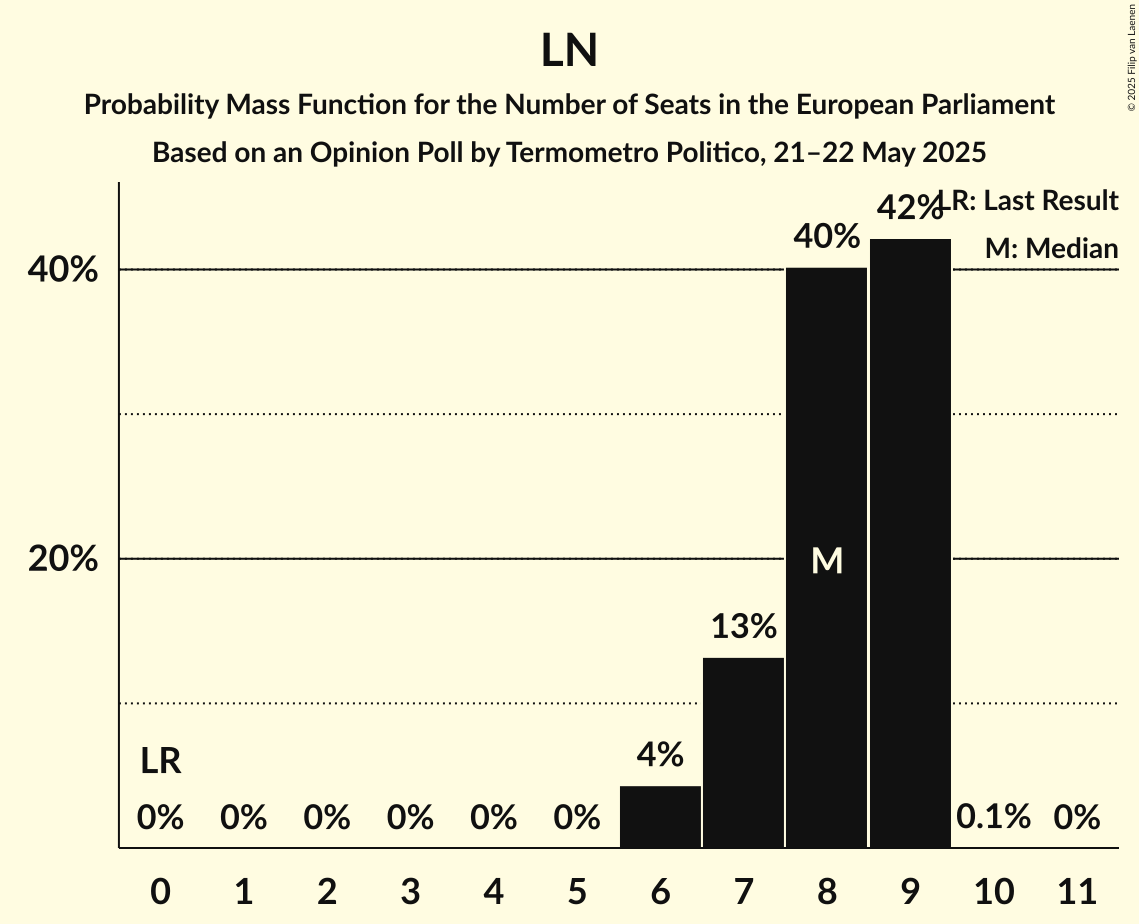 LN
Probability Mass Function for the Number of Seats in the European Parliament
Based on an Opinion Poll by Termometro Politico, 21–22 May 2025
© 2025 Filip van Laenen
LR: Last Result
M: Median
40%
20%
LR
0% 0% 0% 0% 0% 0% 4% 13% 40% 42% 0.1% 0%
M
0 1 2 3 4 5 6 7 8 9 10 11